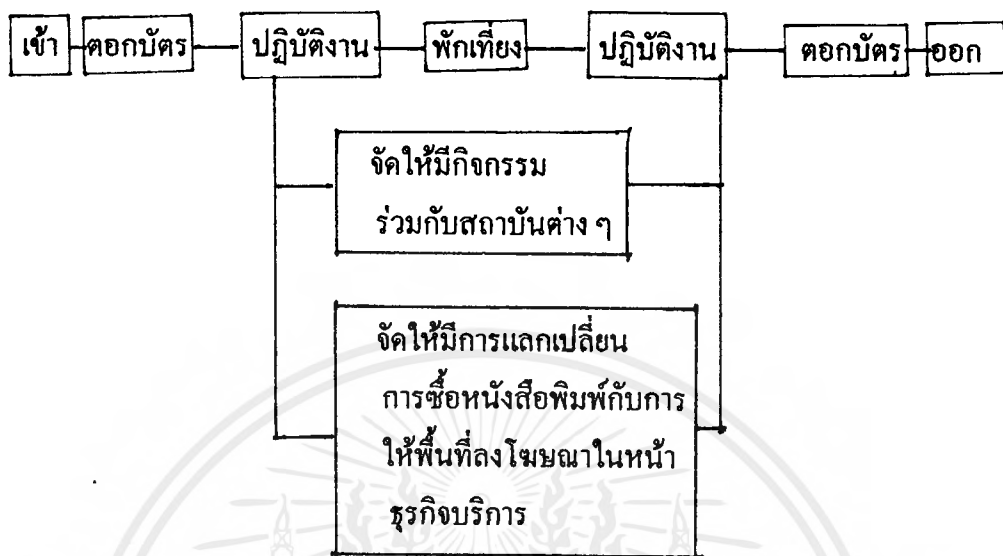 เข้า ตอกบัตร ปฏิบัติงาน พักเที่ยง ปฏิบัติงาน ตอกบัตร ออก
จัดให้มีกิจกรรม
ร่วมกับสถาบันต่าง ๆ
จัดให้มีการแลกเปลี่ยน
การซื้อหนังสือพิมพ์กับการ
ให้พื้นที่ลงโฆษณาในหน้า
ธุรกิจบริการ